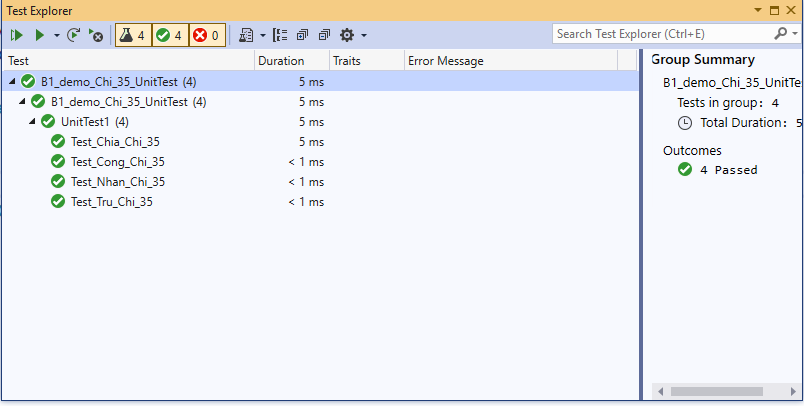 Test Explorer
4 4 0
Search Test Explorer (Ctrl+E)
Test Duration Traits Error Message
B1_demo_Chi_35_UnitTest (4) 5 ms
B1_demo_Chi_35_UnitTest (4) 5 ms
UnitTest1 (4) 5 ms
Test_Chia_Chi_35 5 ms
Test_Cong_Chi_35 < 1 ms
Test_Nhan_Chi_35 < 1 ms
Test_Tru_Chi_35 < 1 ms
Group Summary
B1_demo_Chi_35_UnitTe
Tests in group: 4
Total Duration: 5
Outcomes
4 Passed